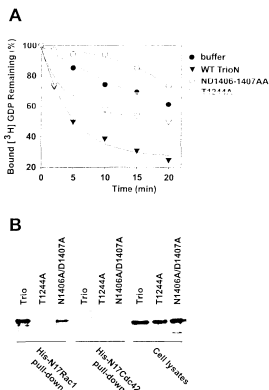 A
Bound [³H] GDP Remaining (%)
100
80
60
40
20
0 5 10 15 20
Time (min)
buffer
WT TrioN
ND1406-1407AA
T1244A
B
Trio
T1244A
N1406A/D1407A
Trio
T1244A
N1406A/D1407A
Trio
T1244A
N1406A/D1407A
His-N17Rac1
pull-down
His-N17Cdc42
pull-down
Cell lysates